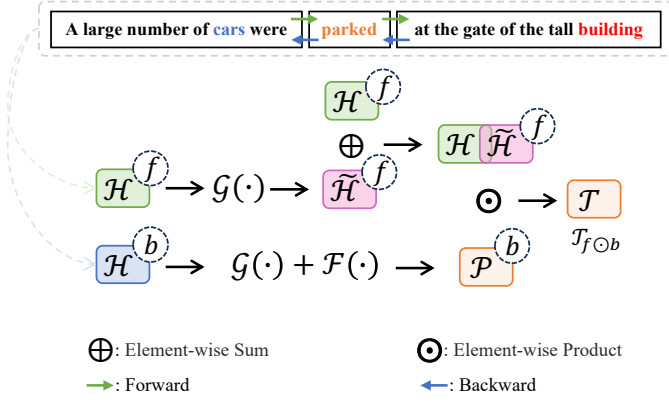 A large number of cars were parked at the gate of the tall building
ℋ f
⊕
ℋ f → 𝒢(·) → ℋ̃ f
ℋ ℋ̃ f
⊙ → 𝒯
𝒯f⊙b
ℋ b → 𝒢(·) + ℱ(·) → 𝒫 b
⊕: Element-wise Sum
⊙: Element-wise Product
→: Forward
←: Backward